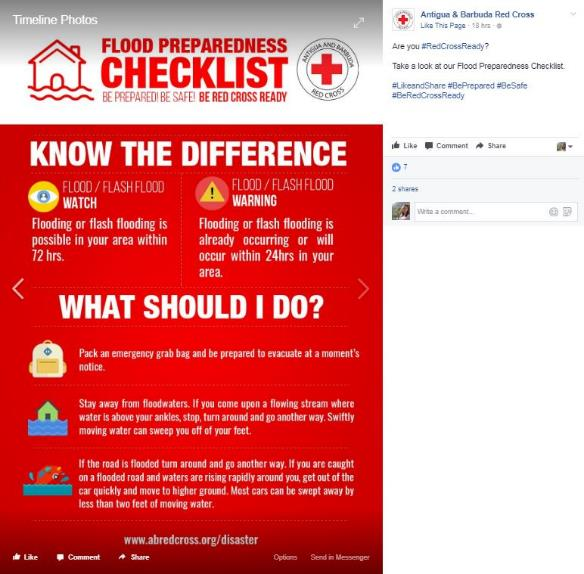 Timeline Photos
FLOOD PREPAREDNESS
CHECKLIST
BE PREPARED! BE SAFE! BE RED CROSS READY
ANTIGUA AND BARBUDA
RED CROSS
KNOW THE DIFFERENCE
FLOOD / FLASH FLOOD
WATCH
Flooding or flash flooding is
possible in your area within
72 hrs.
FLOOD / FLASH FLOOD
WARNING
Flooding or flash flooding is
already occurring or will
occur within 24hrs in your
area.
WHAT SHOULD I DO?
Pack an emergency grab bag and be prepared to evacuate at a moment's
notice.
Stay away from floodwaters. If you come upon a flowing stream where
water is above your ankles, stop, turn around and go another way. Swiftly
moving water can sweep you off of your feet.
If the road is flooded turn around and go another way. If you are caught
on a flooded road and waters are rising rapidly around you, get out of the
car quickly and move to higher ground. Most cars can be swept away by
less than two feet of moving water.
www.abredcross.org/disaster
Like Comment Share Options Send in Messenger
Antigua & Barbuda Red Cross
Like This Page · 18 hrs ·
Are you #RedCrossReady?
Take a look at our Flood Preparedness Checklist.
#LikeandShare #BePrepared #BeSafe
#BeRedCrossReady
Like Comment Share
7
2 shares
Write a comment...